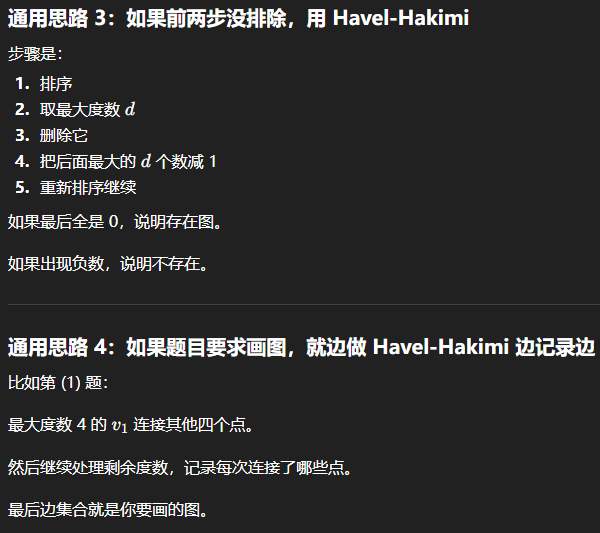 通用思路 3：如果前两步没排除，用 Havel-Hakimi
步骤是：
1. 排序
2. 取最大度数 d
3. 删除它
4. 把后面最大的 d 个数减 1
5. 重新排序继续
如果最后全是 0，说明存在图。
如果出现负数，说明不存在。
通用思路 4：如果题目要求画图，就边做 Havel-Hakimi 边记录边
比如第 (1) 题：
最大度数 4 的 v₁ 连接其他四个点。
然后继续处理剩余度数，记录每次连接了哪些点。
最后边集合就是你要画的图。